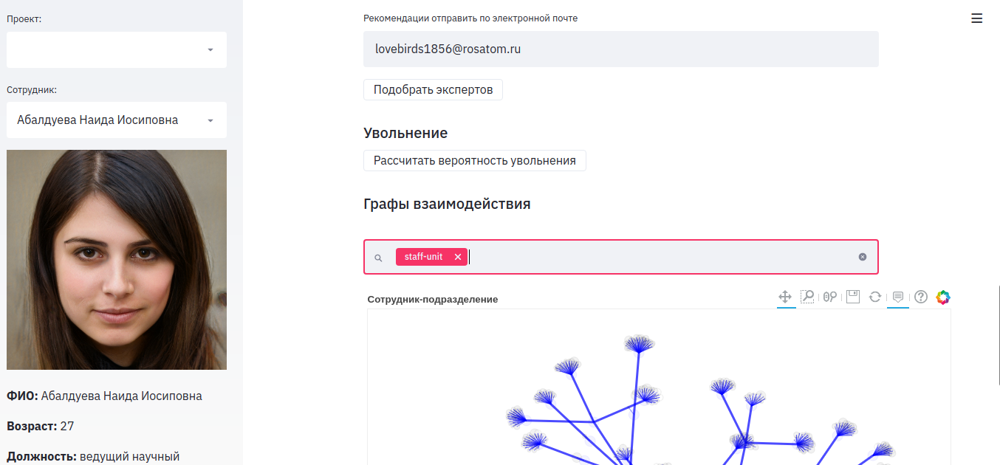 Проект:
Сотрудник:
Абалдуева Наида Иосиповна
ФИО: Абалдуева Наида Иосиповна
Возраст: 27
Должность: ведущий научный
Рекомендации отправить по электронной почте
lovebirds1856@rosatom.ru
Подобрать экспертов
Увольнение
Рассчитать вероятность увольнения
Графы взаимодействия
staff-unit
Сотрудник-подразделение